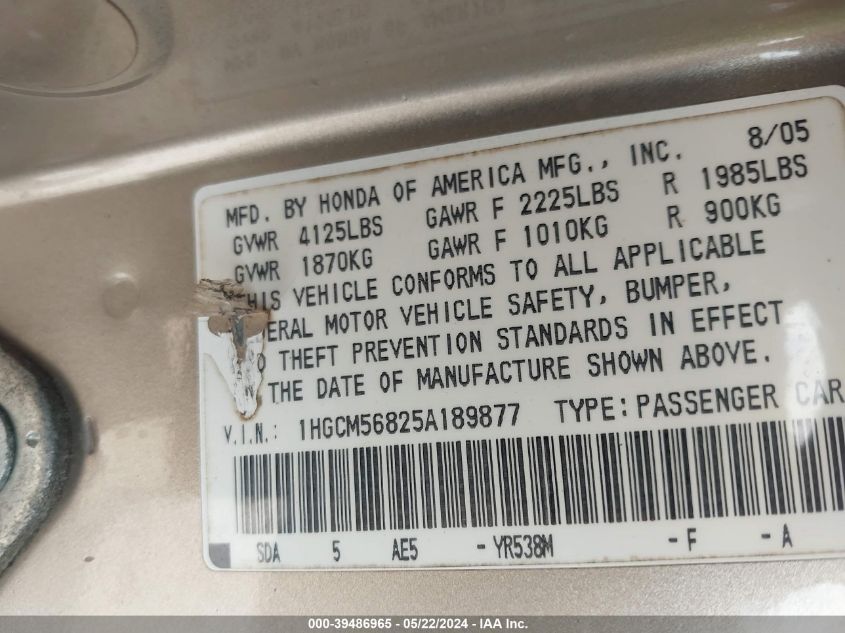 MFD. BY HONDA OF AMERICA MFG., INC. 8/05
GVWR 4125LBS GAWR F 2225LBS R 1985LBS
GVWR 1870KG GAWR F 1010KG R 900KG
THIS VEHICLE CONFORMS TO ALL APPLICABLE
ERAL MOTOR VEHICLE SAFETY, BUMPER,
THEFT PREVENTION STANDARDS IN EFFECT
THE DATE OF MANUFACTURE SHOWN ABOVE.
V.I.N.: 1HGCM56825A189877 TYPE: PASSENGER CAR
SDA 5 AE5 -YR538M -F -A
000-39486965 - 05/22/2024 - IAA Inc.